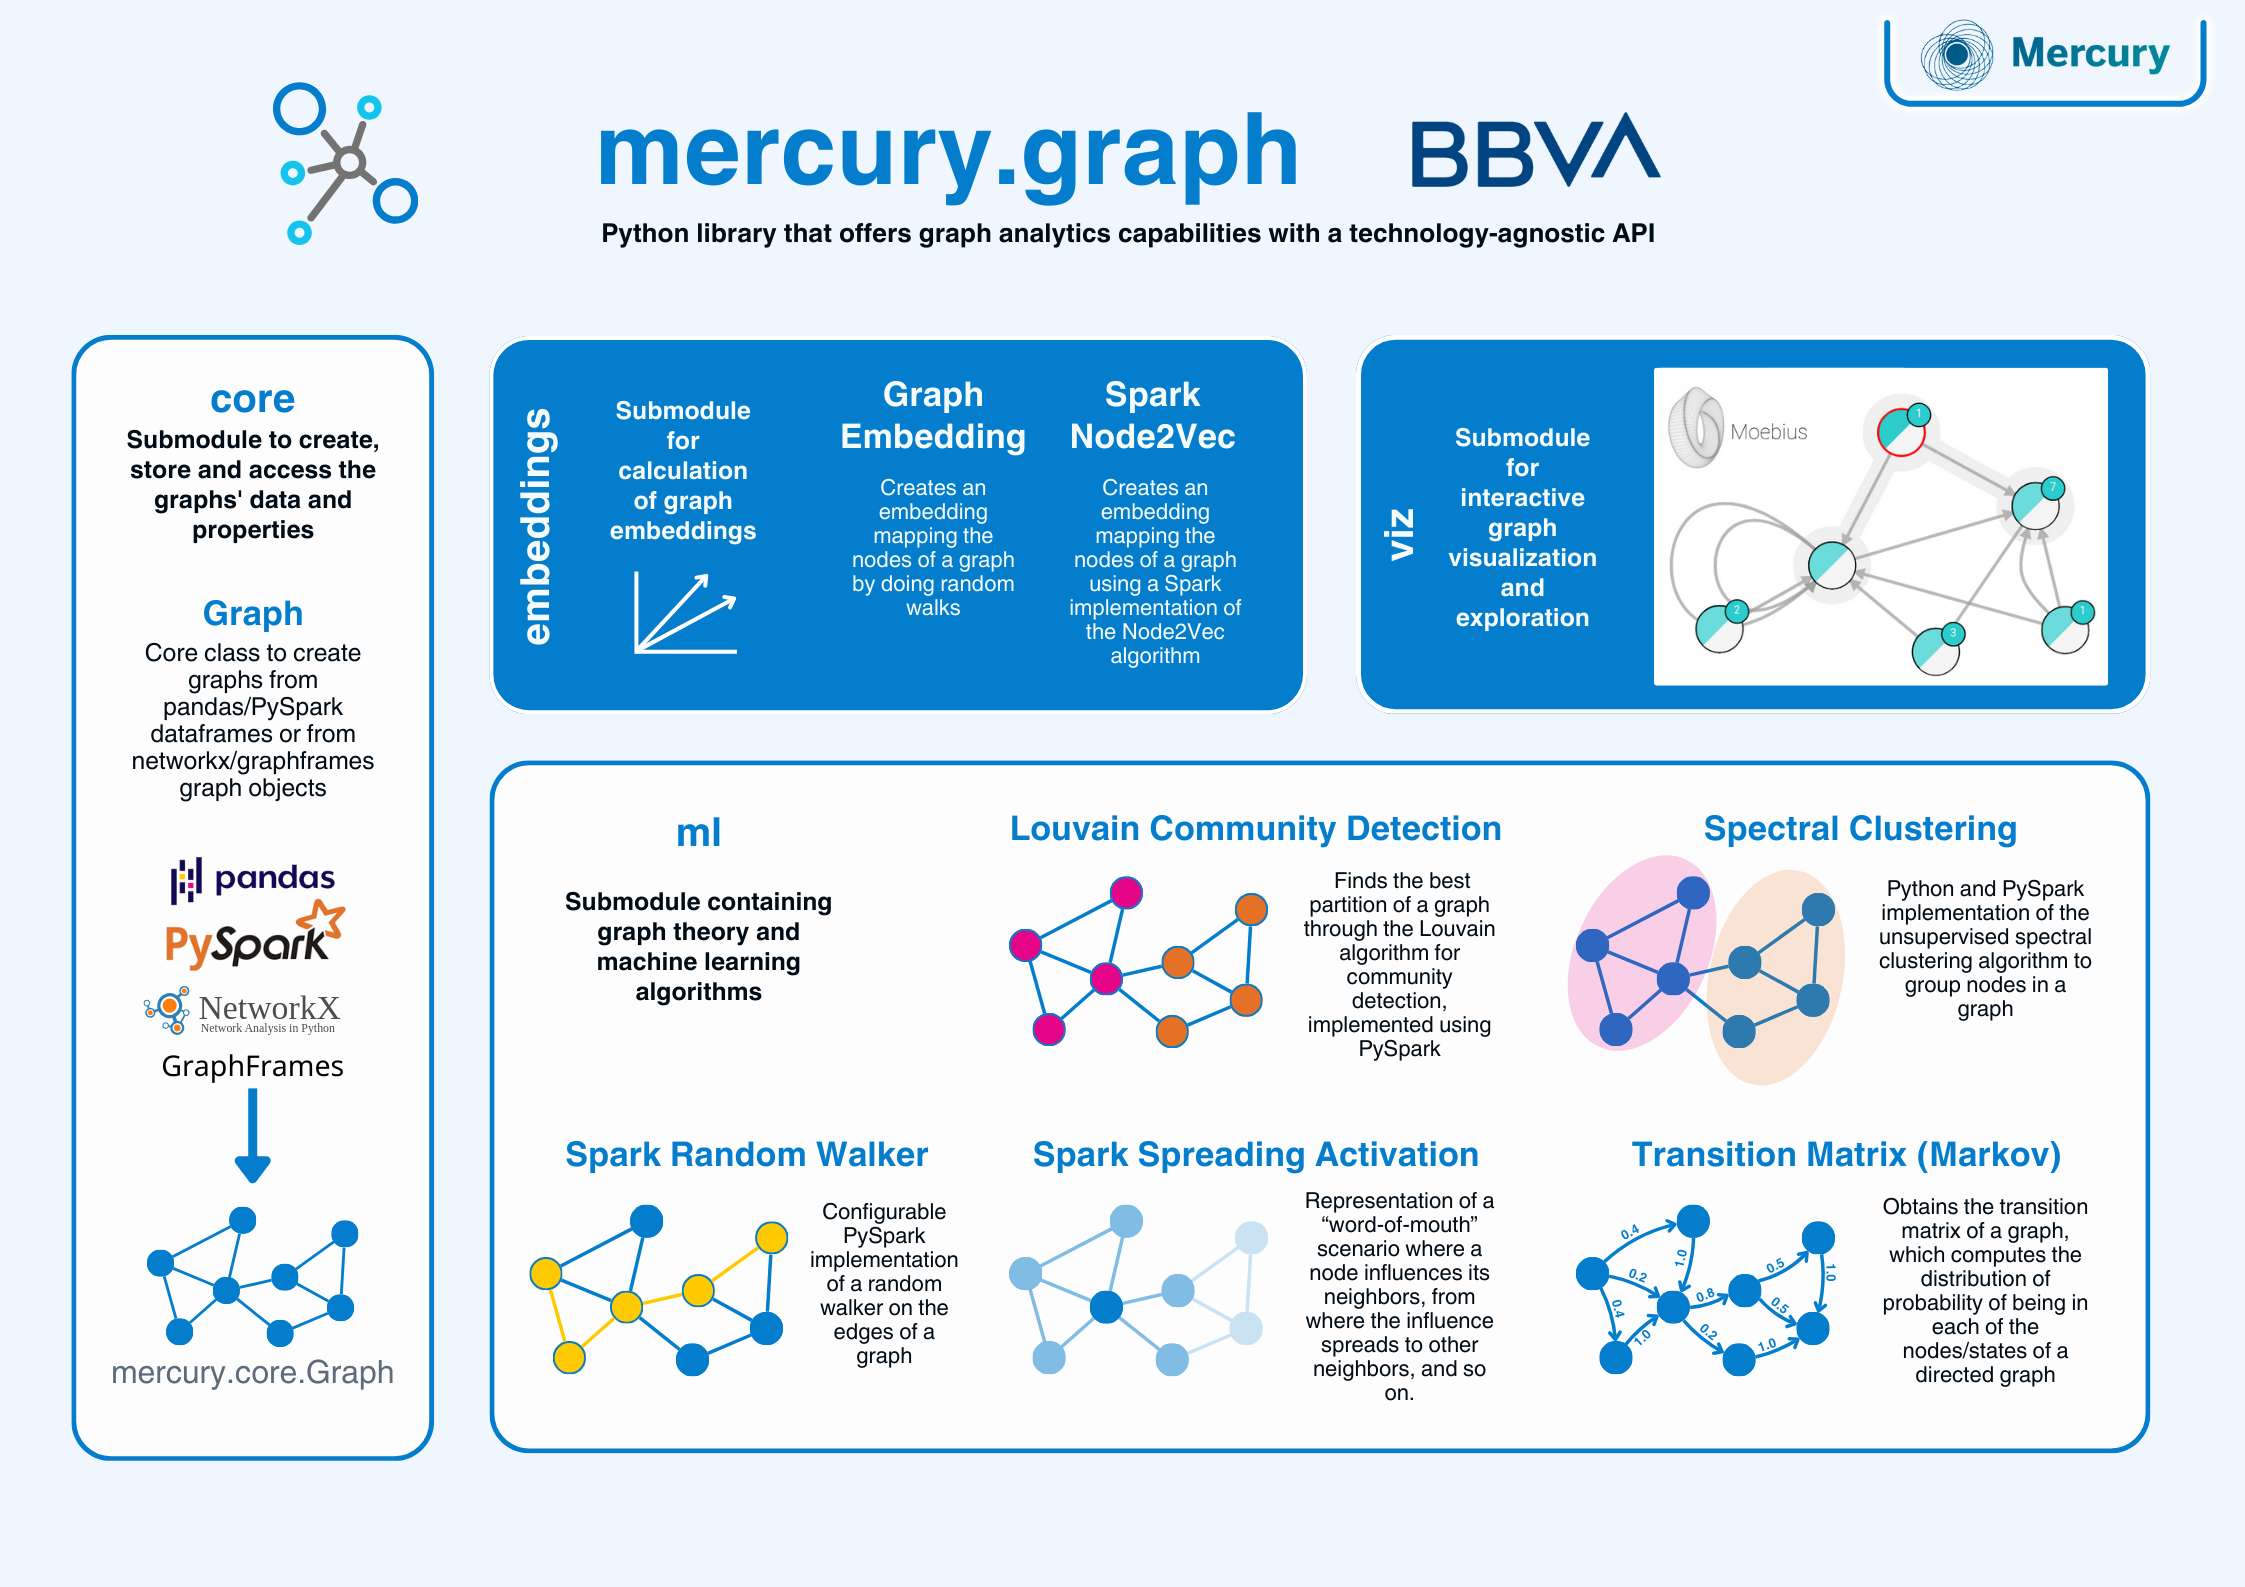 Mercury
mercury.graph
BBVA
Python library that offers graph analytics capabilities with a technology-agnostic API
core
Submodule to create,
store and access the
graphs' data and
properties
Graph
Core class to create
graphs from
pandas/PySpark
dataframes or from
networkx/graphframes
graph objects
pandas
PySpark
NetworkX
Network Analysis in Python
GraphFrames
mercury.core.Graph
embeddings
Submodule
for
calculation
of graph
embeddings
Graph
Embedding
Creates an
embedding
mapping the
nodes of a graph
by doing random
walks
Spark
Node2Vec
Creates an
embedding
mapping the
nodes of a graph
using a Spark
implementation of
the Node2Vec
algorithm
viz
Submodule
for
interactive
graph
visualization
and
exploration
Moebius
1
7
2
3
1
ml
Submodule containing
graph theory and
machine learning
algorithms
Louvain Community Detection
Finds the best
partition of a graph
through the Louvain
algorithm for
community
detection,
implemented using
PySpark
Spectral Clustering
Python and PySpark
implementation of the
unsupervised spectral
clustering algorithm to
group nodes in a
graph
Spark Random Walker
Configurable
PySpark
implementation
of a random
walker on the
edges of a
graph
Spark Spreading Activation
Representation of a
“word-of-mouth”
scenario where a
node influences its
neighbors, from
where the influence
spreads to other
neighbors, and so
on.
Transition Matrix (Markov)
0.4
1.0
0.2
0.4
1.0
0.8
0.5
1.0
0.5
0.2
1.0
Obtains the transition
matrix of a graph,
which computes the
distribution of
probability of being in
each of the
nodes/states of a
directed graph